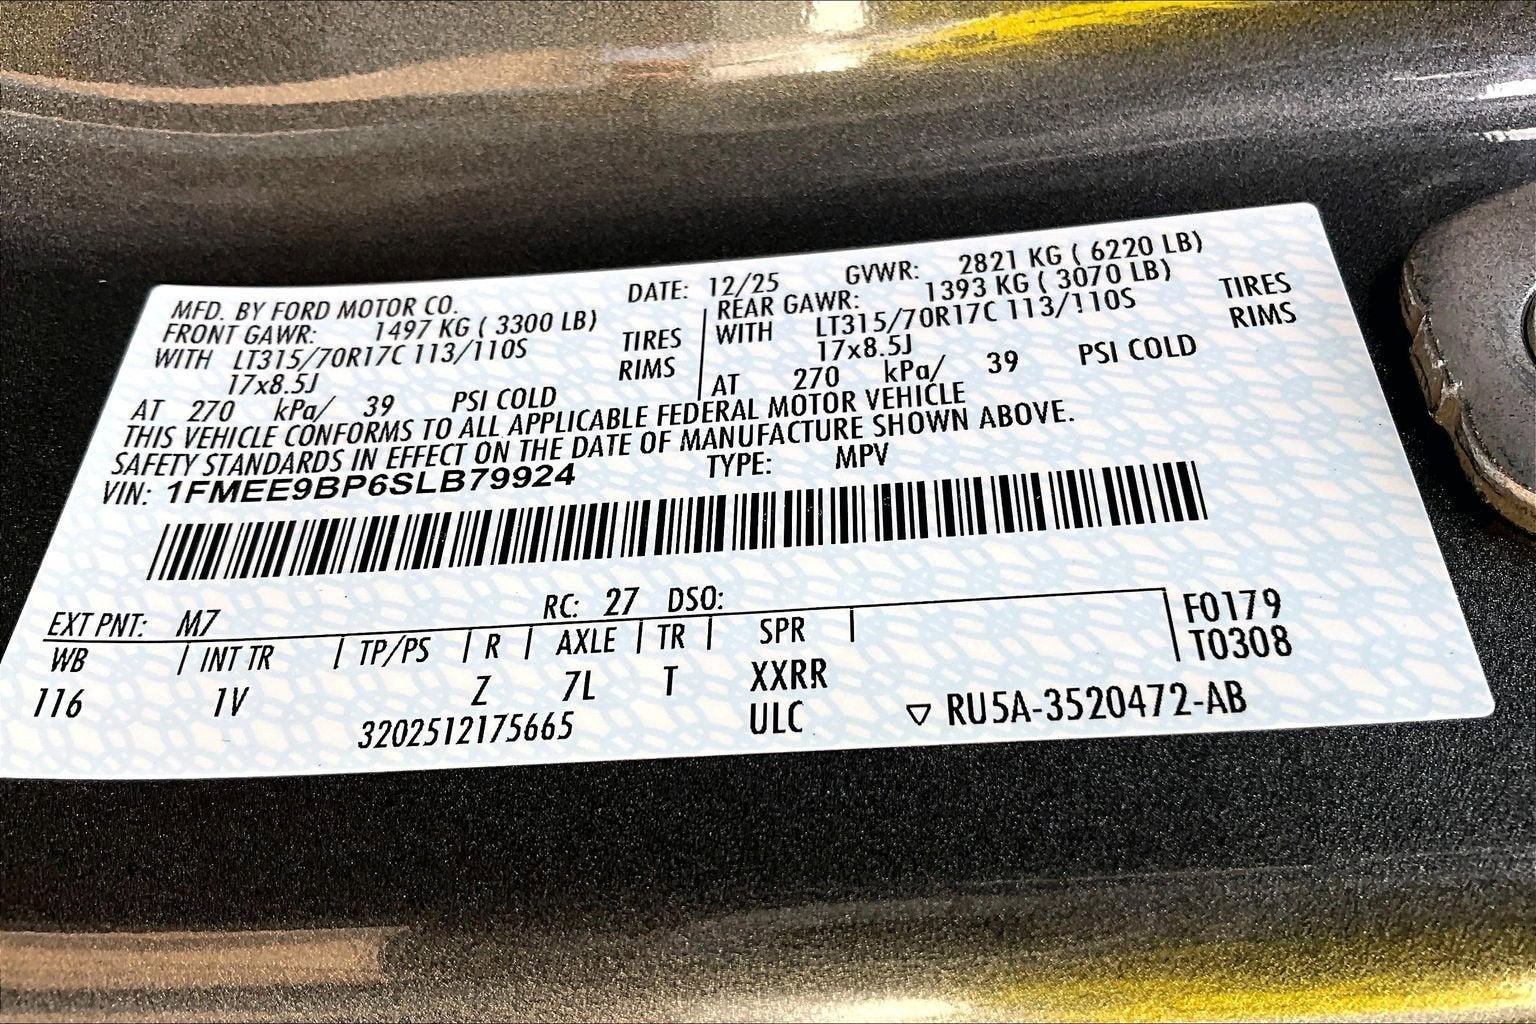 MFD. BY FORD MOTOR CO. DATE: 12/25 GVWR: 2821 KG ( 6220 LB)
FRONT GAWR: 1497 KG ( 3300 LB) REAR GAWR: 1393 KG ( 3070 LB)
WITH LT315/70R17C 113/110S TIRES WITH LT315/70R17C 113/110S TIRES
17x8.5J RIMS 17x8.5J RIMS
AT 270 kPa/ 39 PSI COLD AT 270 kPa/ 39 PSI COLD
THIS VEHICLE CONFORMS TO ALL APPLICABLE FEDERAL MOTOR VEHICLE
SAFETY STANDARDS IN EFFECT ON THE DATE OF MANUFACTURE SHOWN ABOVE.
VIN: 1FMEE9BP6SLB79924 TYPE: MPV
EXT PNT: M7 RC: 27 DSO: F0179
WB INT TR TP/PS R AXLE TR SPR T0308
116 1V Z 7L T XXRR
3202512175665 ULC ▽ RU5A-3520472-AB